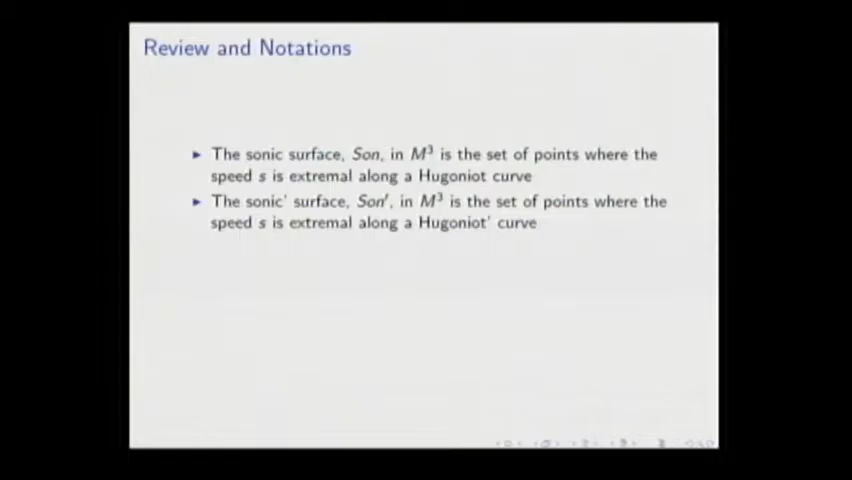 Review and Notations
► The sonic surface, Son, in M³ is the set of points where the
speed s is extremal along a Hugoniot curve
► The sonic' surface, Son', in M³ is the set of points where the
speed s is extremal along a Hugoniot' curve